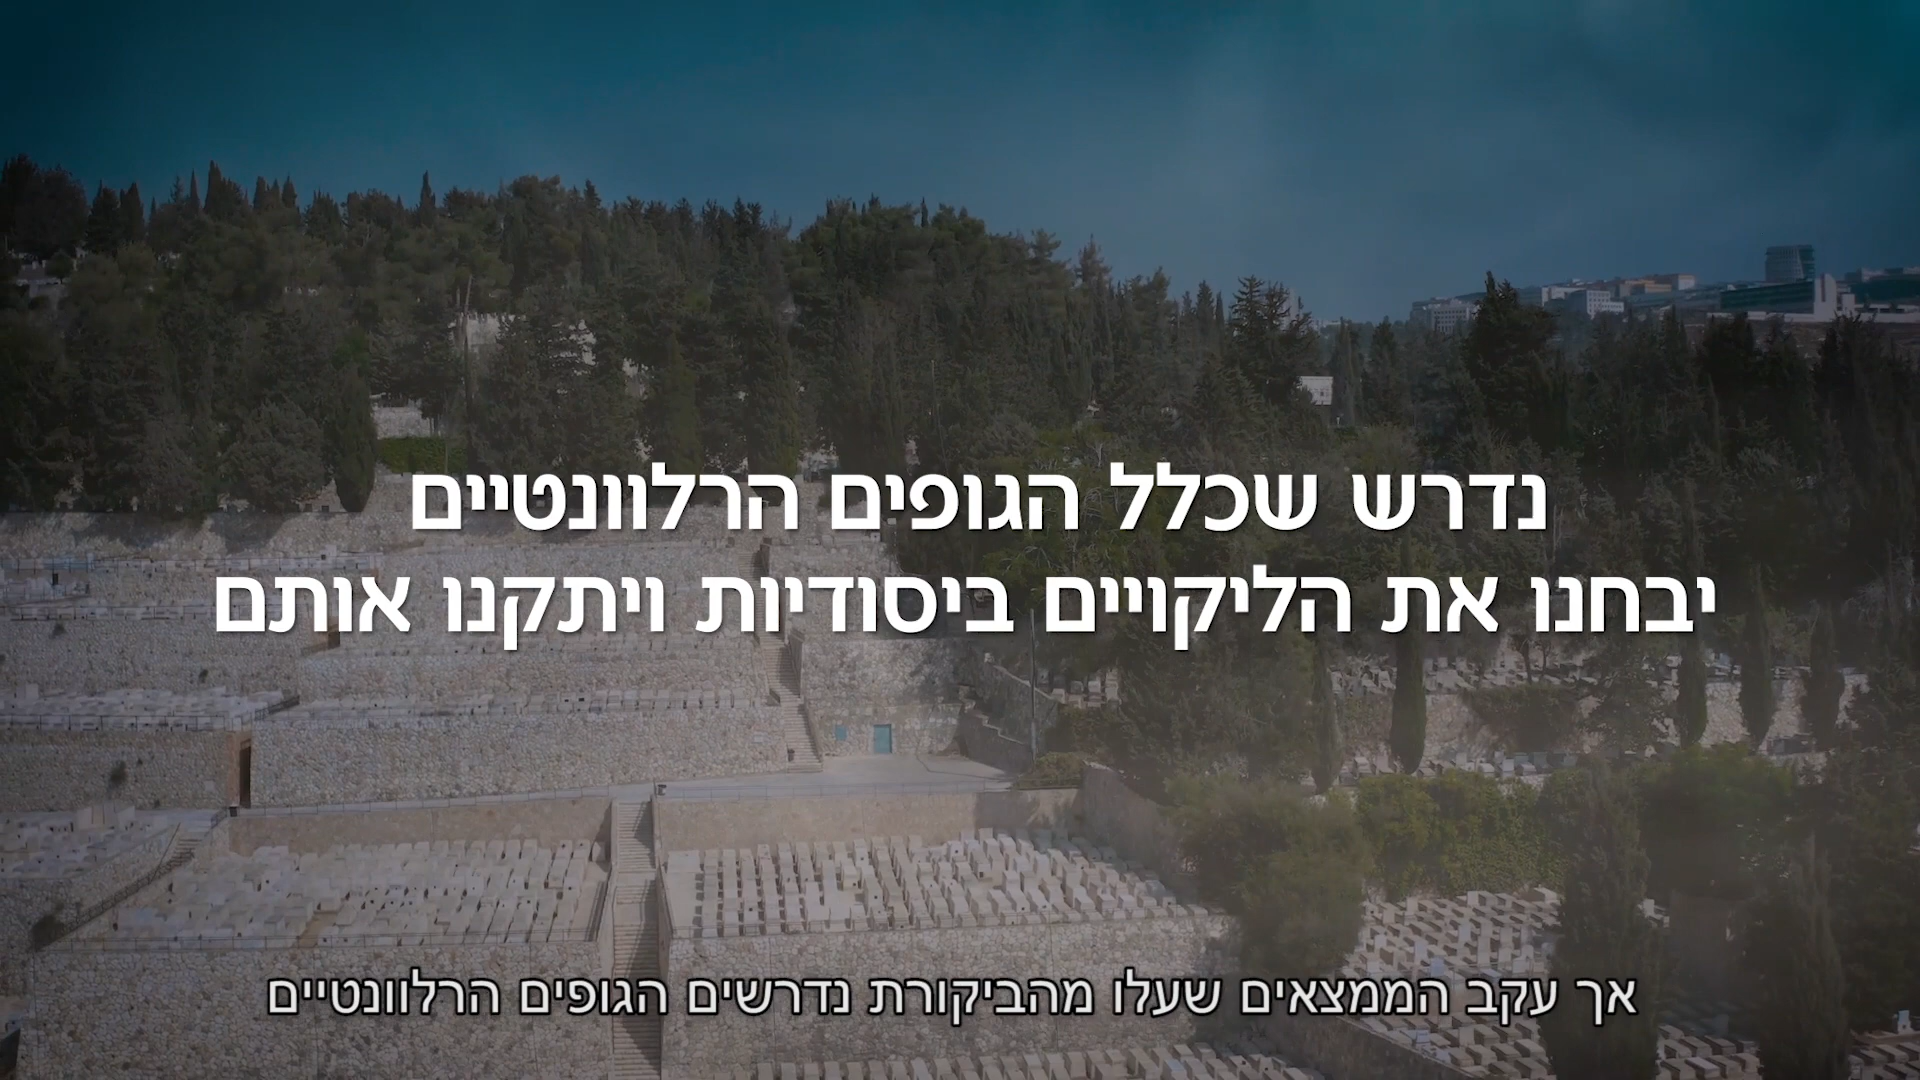 נדרש שכלל הגופים הרלוונטיים
יבחנו את הליקויים ביסודיות ויתקנו אותם
אך עקב הממצאים שעלו מהביקורת נדרשים הגופים הרלוונטיים